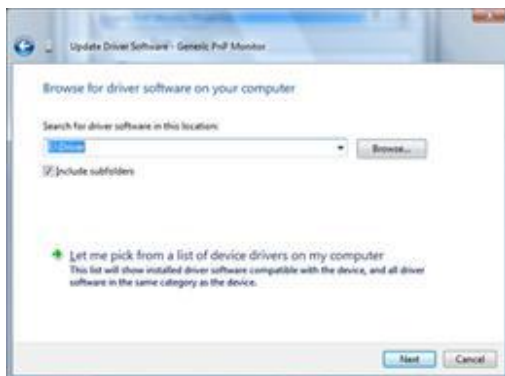 Update Driver Software - Generic PnP Monitor
Browse for driver software on your computer
Search for driver software in this location:
Browse...
Include subfolders
Let me pick from a list of device drivers on my computer
This list will show installed driver software compatible with the device, and all driver
software in the same category as the device.
Next
Cancel